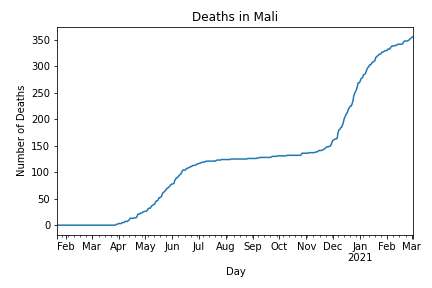 Deaths in Mali
Number of Deaths
350
300
250
200
150
100
50
0
Feb Mar Apr May Jun Jul Aug Sep Oct Nov Dec Jan Feb Mar
2021
Day